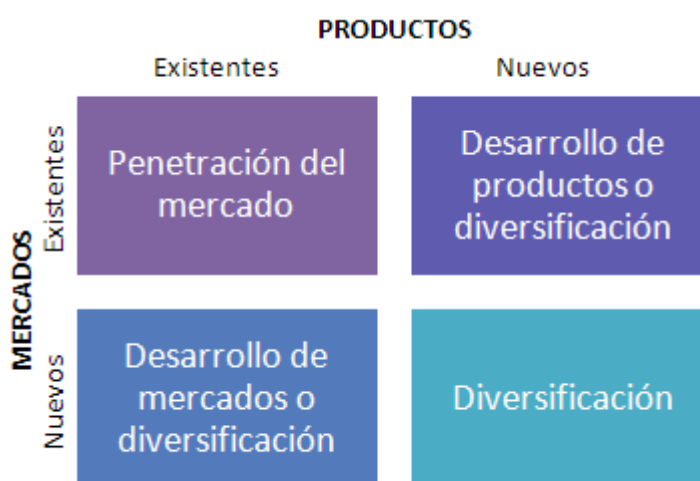 PRODUCTOS
Existentes
Nuevos
MERCADOS
Existentes
Penetración del
mercado
Desarrollo de
productos o
diversificación
Nuevos
Desarrollo de
mercados o
diversificación
Diversificación